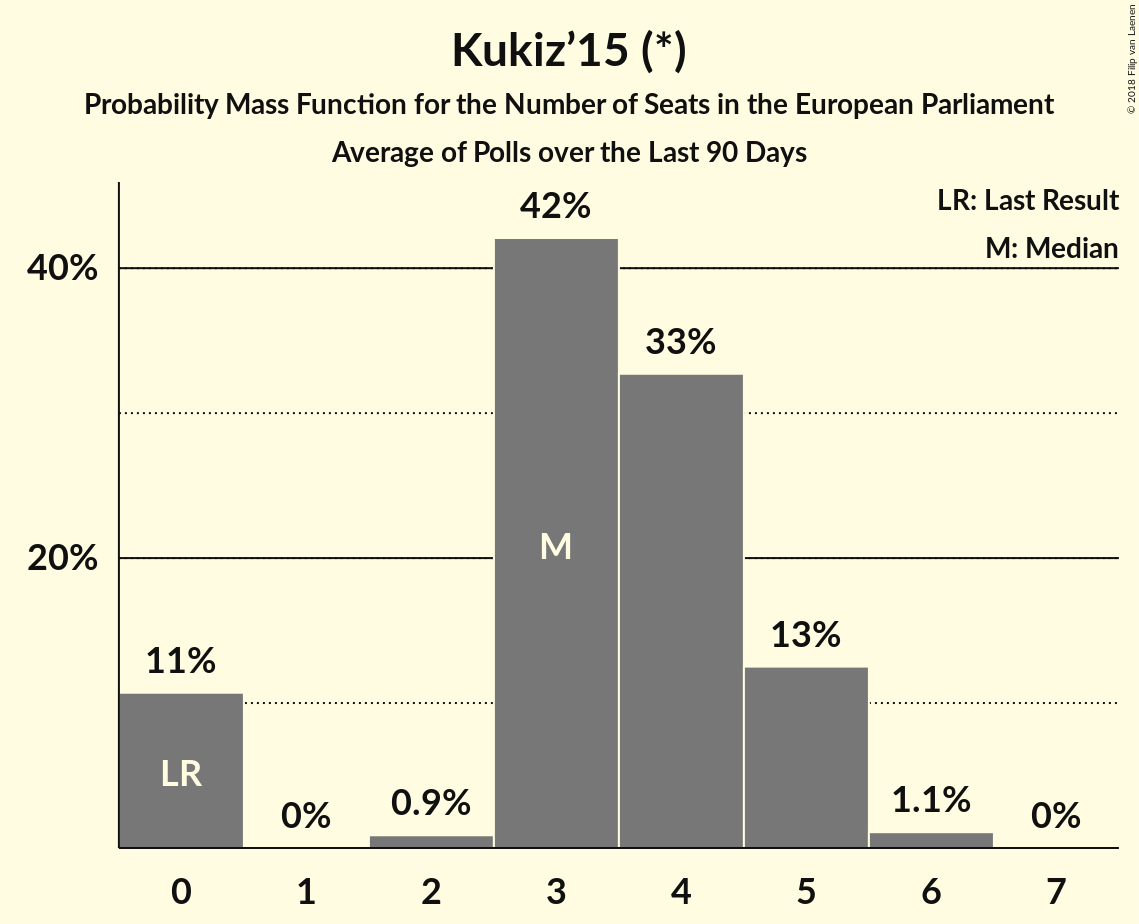 Kukiz’15 (*)
Probability Mass Function for the Number of Seats in the European Parliament
Average of Polls over the Last 90 Days
© 2018 Filip van Laenen
LR: Last Result
M: Median
40%
20%
42%
33%
13%
11%
0%
0.9%
1.1%
0%
M
LR
0 1 2 3 4 5 6 7